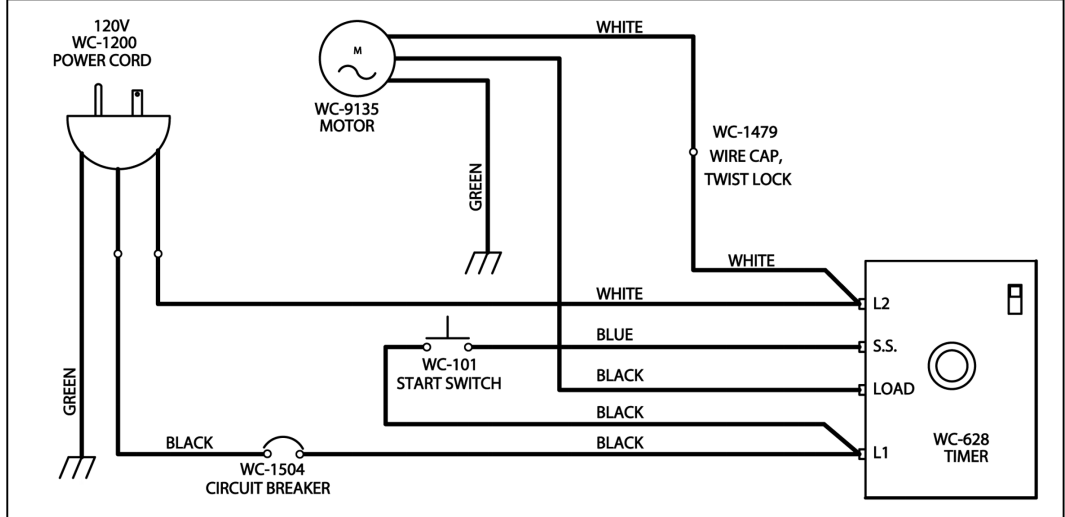 120V
WC-1200
POWER CORD
M
WC-9135
MOTOR
WHITE
WC-1479
WIRE CAP,
TWIST LOCK
GREEN
WHITE
WHITE
L2
BLUE
S.S.
WC-101
START SWITCH
BLACK
LOAD
GREEN
BLACK
BLACK
BLACK
L1
WC-628
TIMER
WC-1504
CIRCUIT BREAKER